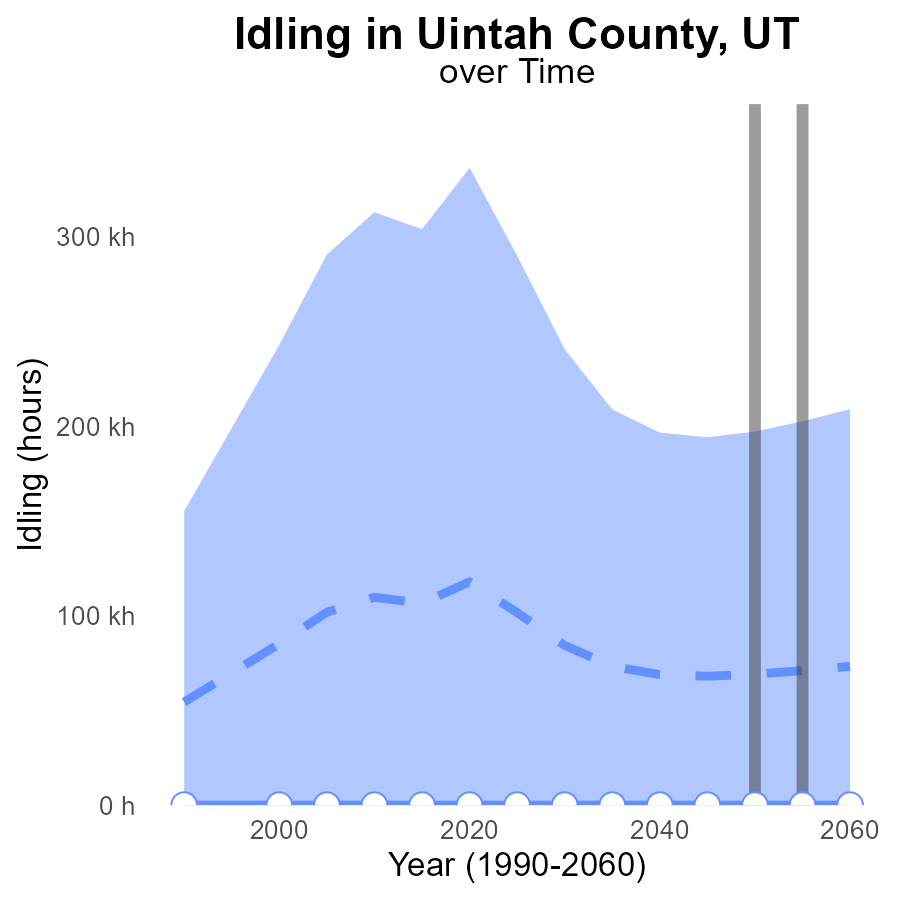 Idling in Uintah County, UT
over Time
300 kh
200 kh
100 kh
0 h
Idling (hours)
2000 2020 2040 2060
Year (1990-2060)